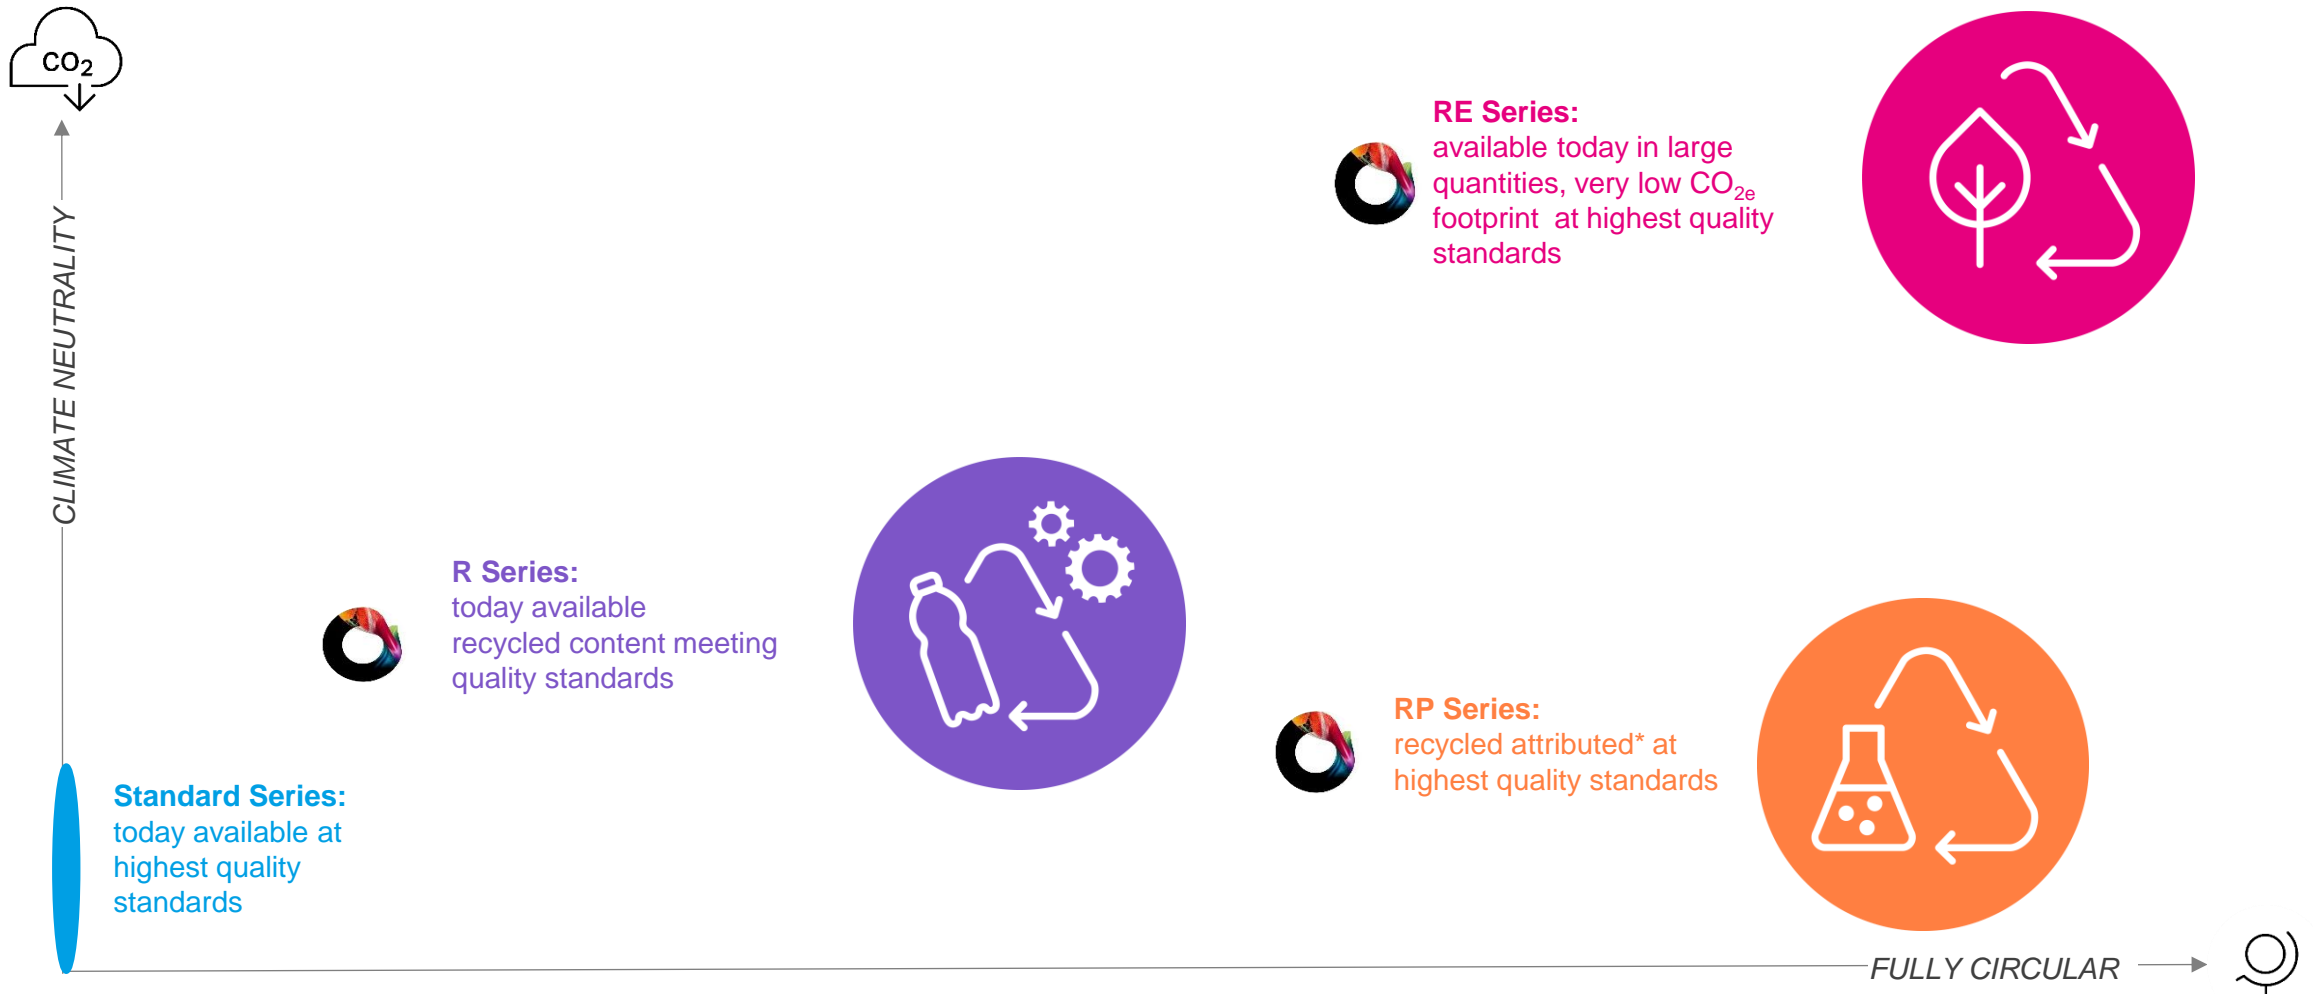 CO2
CLIMATE NEUTRALITY
RE Series:
available today in large
quantities, very low CO2e
footprint  at highest quality
standards
R Series:
today available
recycled content meeting
quality standards
RP Series:
recycled attributed* at
highest quality standards
Standard Series:
today available at
highest quality
standards
FULLY CIRCULAR